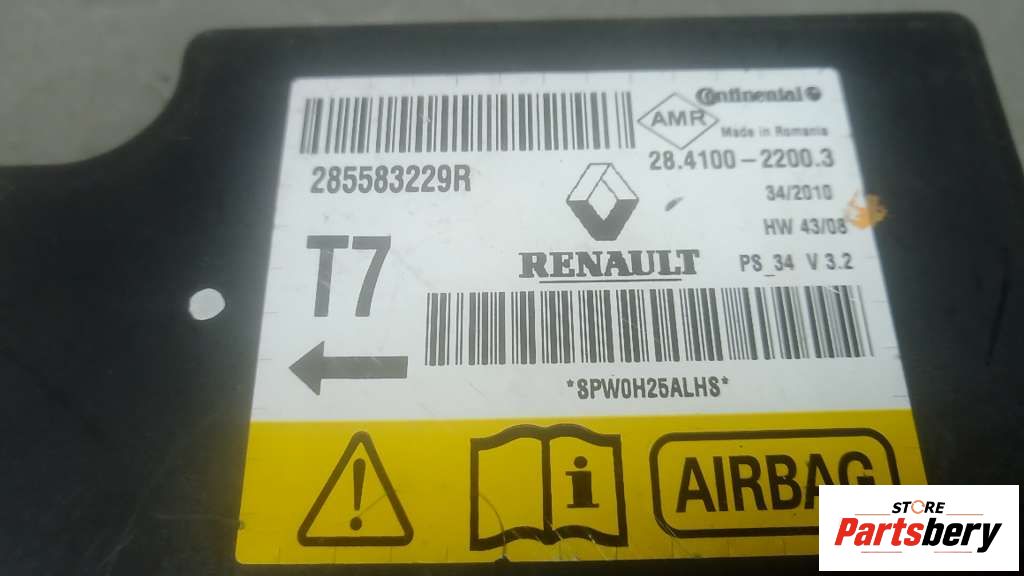 Continental
AMR
Made in Romania
285583229R
28.4100-2200.3
34/2010
HW 43/08
T7
RENAULT
PS_34 V 3.2
*SPW0H25ALHS*
i
AIRBAG
STORE
Partsbery